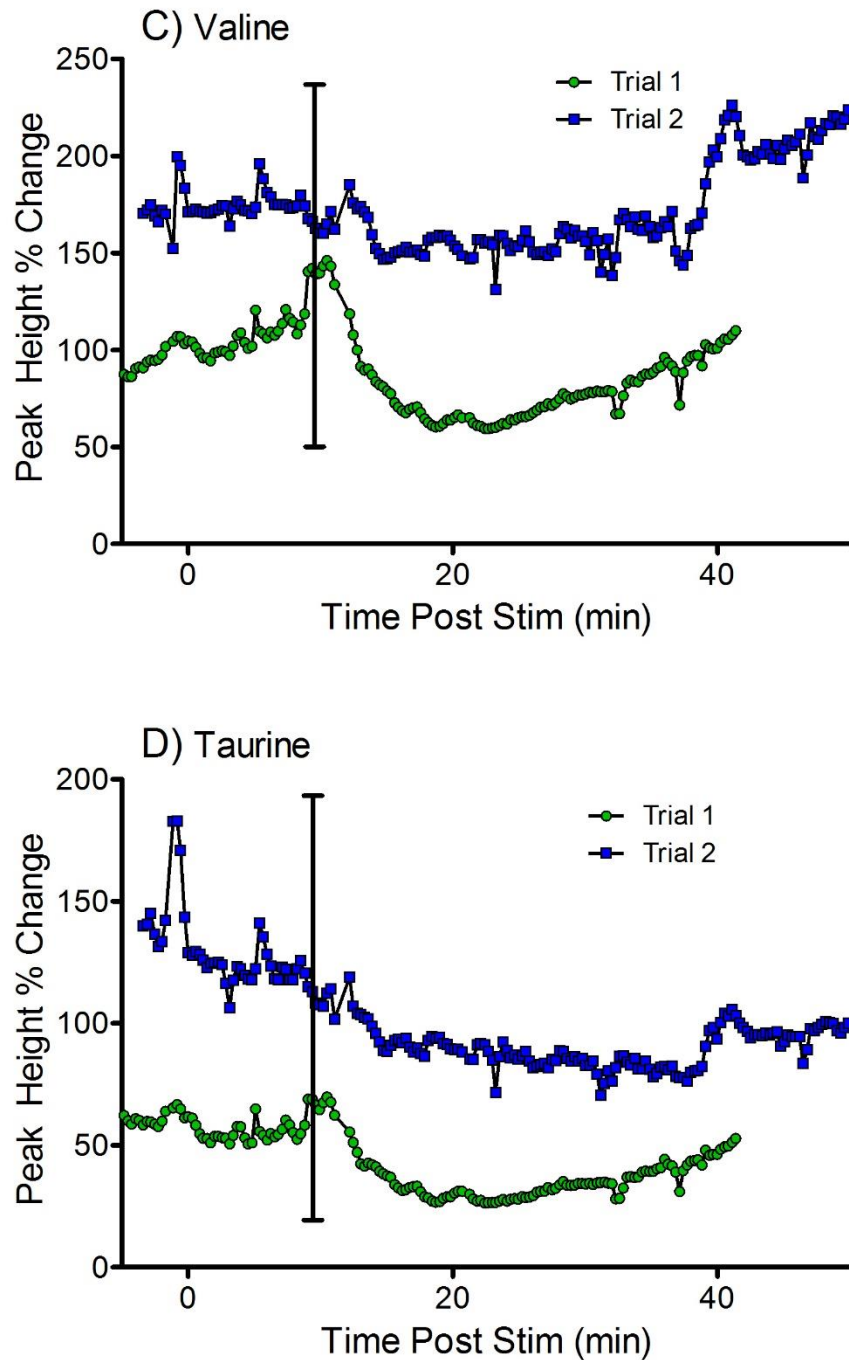 C) Valine
250
200
150
100
50
0
Peak Height % Change
Trial 1
Trial 2
0 20 40
Time Post Stim (min)
D) Taurine
200
150
100
50
0
Peak Height % Change
Trial 1
Trial 2
0 20 40
Time Post Stim (min)